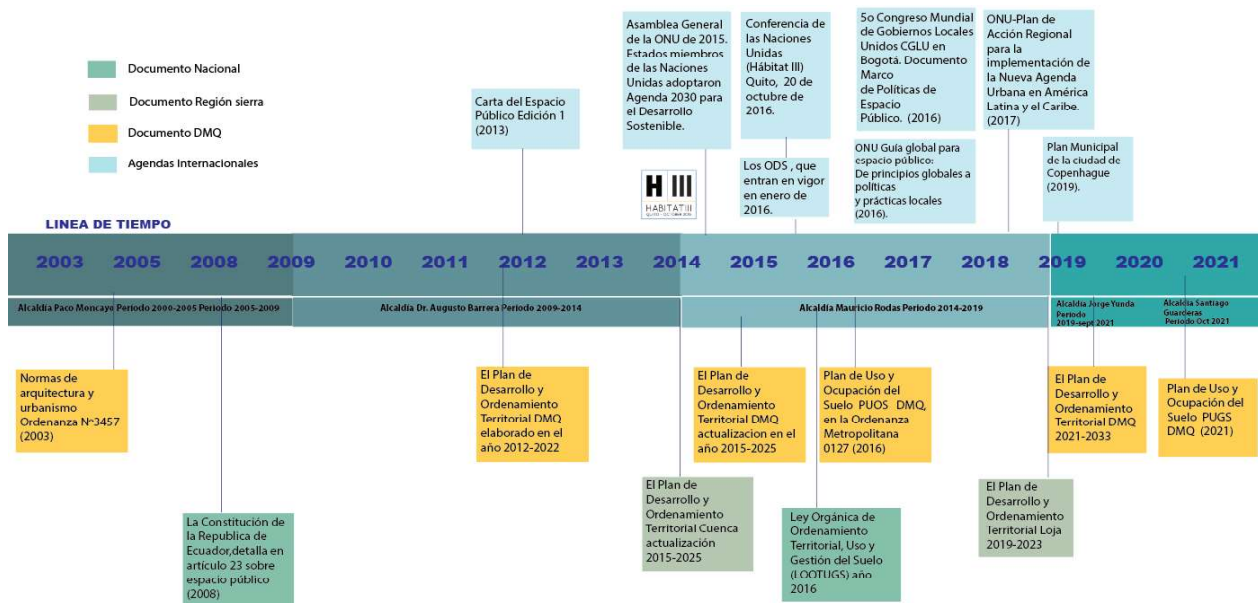 Documento Nacional
Documento Región sierra
Documento DMQ
Agendas Internacionales
Carta del Espacio
Público Edición 1
(2013)
Asamblea General
de la ONU de 2015.
Estados miembros
de las Naciones
Unidas adoptaron
Agenda 2030 para
el Desarrollo
Sostenible.
H III
HABITAT III
Conferencia de
las Naciones
Unidas
(Hábitat III)
Quito, 20 de
octubre de
2016.
Los ODS , que
entran en vigor
en enero de
2016.
5o Congreso Mundial
de Gobiernos Locales
Unidos CGLU en
Bogotá. Documento
Marco
de Políticas de
Espacio
Público. (2016)
ONU Guía global para
espacio público:
De principios globales a
políticas
y prácticas locales
(2016).
ONU-Plan de
Acción Regional
para la
implementación de
la Nueva Agenda
Urbana en América
Latina y el Caribe.
(2017)
Plan Municipal
de la ciudad de
Copenhague
(2019).
LINEA DE TIEMPO
2003 2005 2008 2009 2010 2011 2012 2013 2014 2015 2016 2017 2018 2019 2020 2021
Alcaldía Paco Moncayo Periodo 2000-2005 Periodo 2005-2009
Alcaldía Dr. Augusto Barrera Periodo 2009-2014
Alcaldía Mauricio Rodas Periodo 2014-2019
Alcaldía Jorge Yunda
Periodo
2019-sept 2021
Alcaldía Santiago
Guarderas
Periodo Oct 2021
Normas de
arquitectura y
urbanismo
Ordenanza Nº3457
(2003)
La Constitución de
la Republica de
Ecuador,detalla en
artículo 23 sobre
espacio público
(2008)
El Plan de
Desarrollo y
Ordenamiento
Territorial DMQ
elaborado en el
año 2012-2022
El Plan de
Desarrollo y
Ordenamiento
Territorial Cuenca
actualización
2015-2025
El Plan de
Desarrollo y
Ordenamiento
Territorial DMQ
actualizacion en el
año 2015-2025
Plan de Uso y
Ocupación del
Suelo PUOS DMQ,
en la Ordenanza
Metropolitana
0127 (2016)
Ley Orgánica de
Ordenamiento
Territorial, Uso y
Gestión del Suelo
(LOOTUGS) año
2016
El Plan de
Desarrollo y
Ordenamiento
Territorial Loja
2019-2023
El Plan de
Desarrollo y
Ordenamiento
Territorial DMQ
2021-2033
Plan de Uso y
Ocupación del
Suelo PUGS
DMQ (2021)